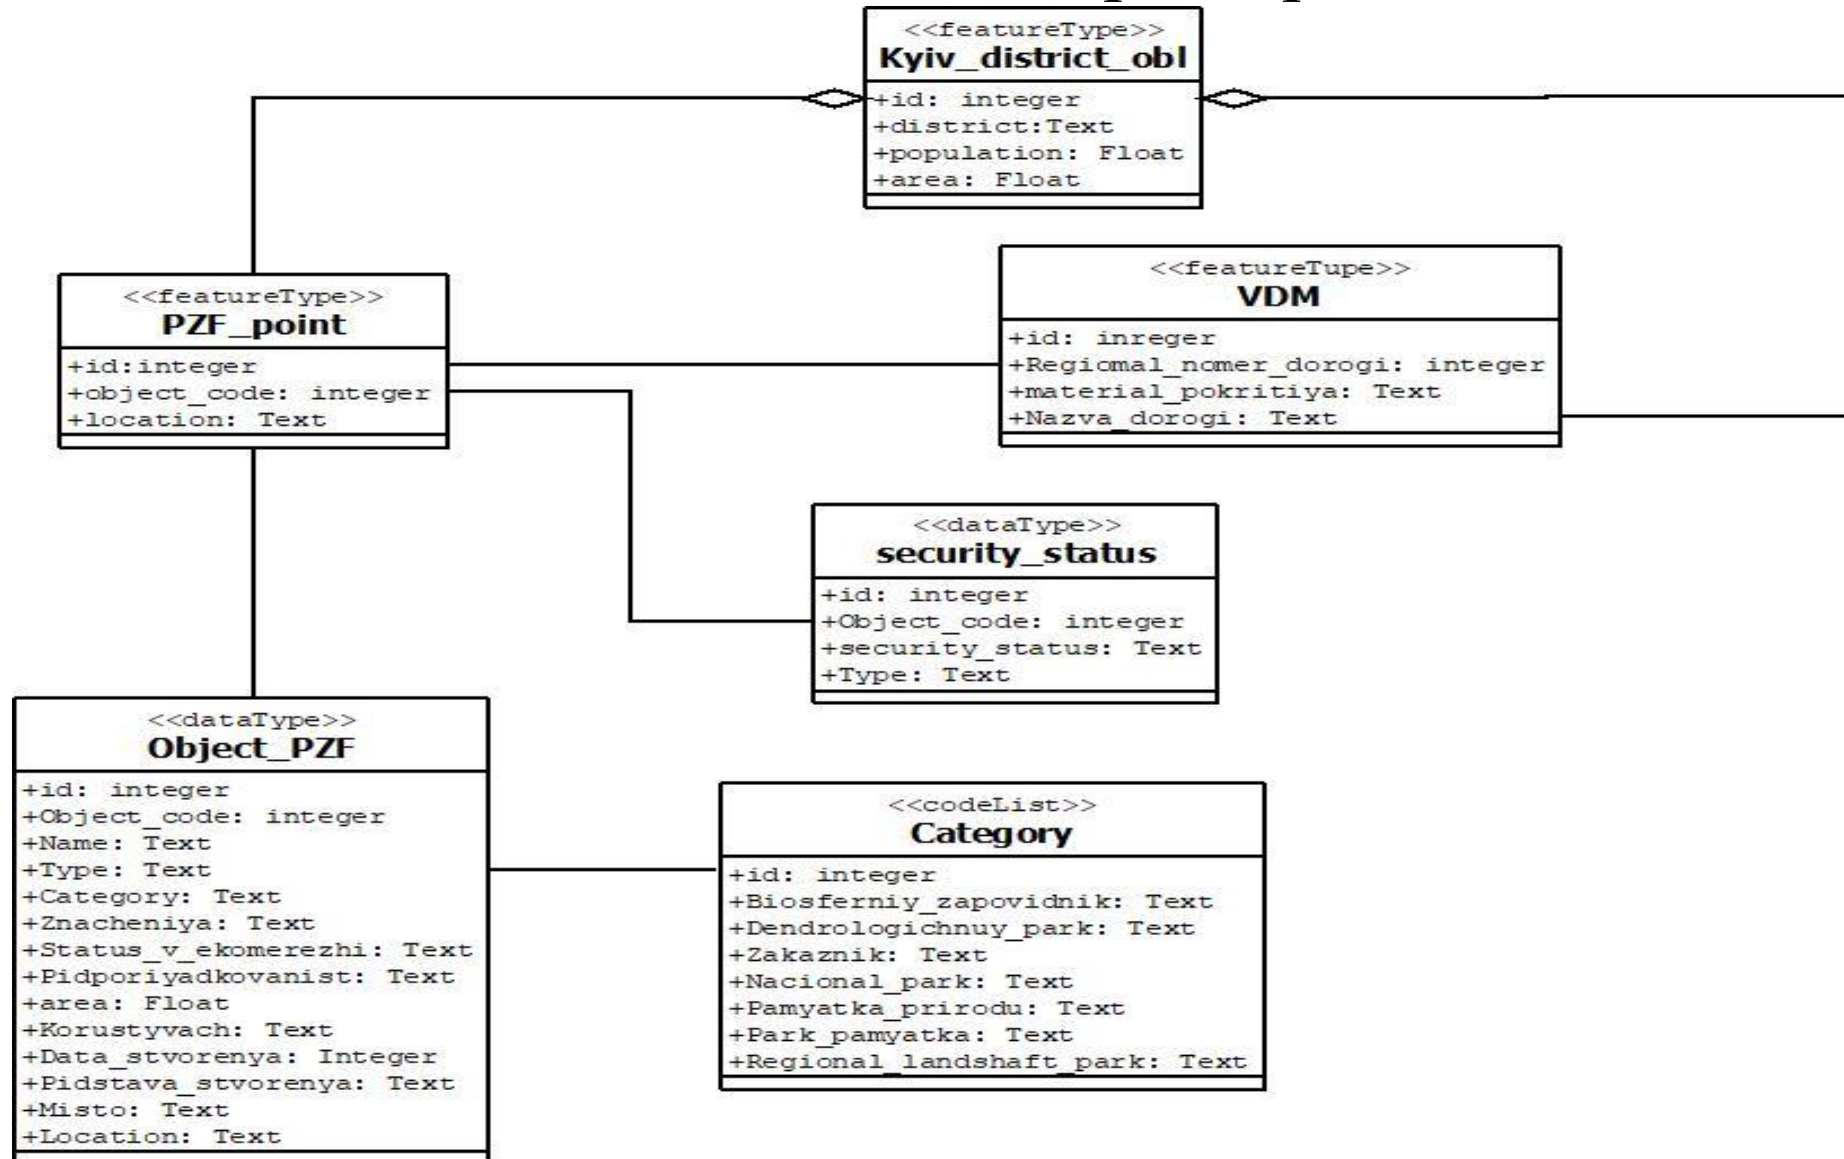 <<featureType>>
Kyiv_district_obl
+id: integer
+district:Text
+population: Float
+area: Float
<<featureType>>
PZF_point
+id:integer
+object_code: integer
+location: Text
<<featureTupe>>
VDM
+id: inreger
+Regiomal_nomer_dorogi: integer
+material_pokritiya: Text
+Nazva_dorogi: Text
<<dataType>>
security_status
+id: integer
+Object_code: integer
+security_status: Text
+Type: Text
<<dataType>>
Object_PZF
+id: integer
+Object_code: integer
+Name: Text
+Type: Text
+Category: Text
+Znacheniya: Text
+Status_v_ekomerezhi: Text
+Pidporiyadkovanist: Text
+area: Float
+Korustyvach: Text
+Data_stvorenya: Integer
+Pidstava_stvorenya: Text
+Misto: Text
+Location: Text
<<codeList>>
Category
+id: integer
+Biosferniy_zapovidnik: Text
+Dendrologichnuy_park: Text
+Zakaznik: Text
+Nacional_park: Text
+Pamyatka_prirodu: Text
+Park_pamyatka: Text
+Regional_landshaft_park: Text